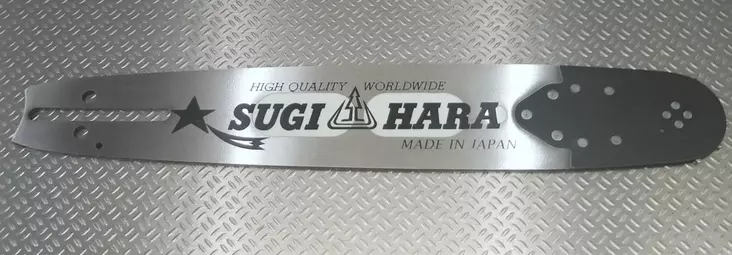 HIGH QUALITY WORLDWIDE
SUGI HARA
MADE IN JAPAN